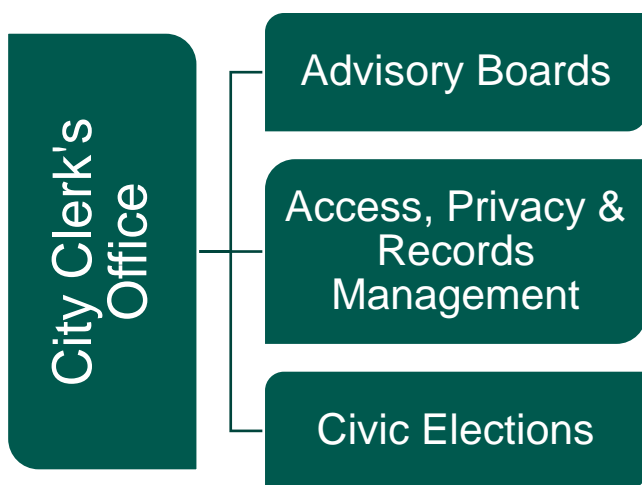 City Clerk's
Office
Advisory Boards
Access, Privacy &
Records
Management
Civic Elections